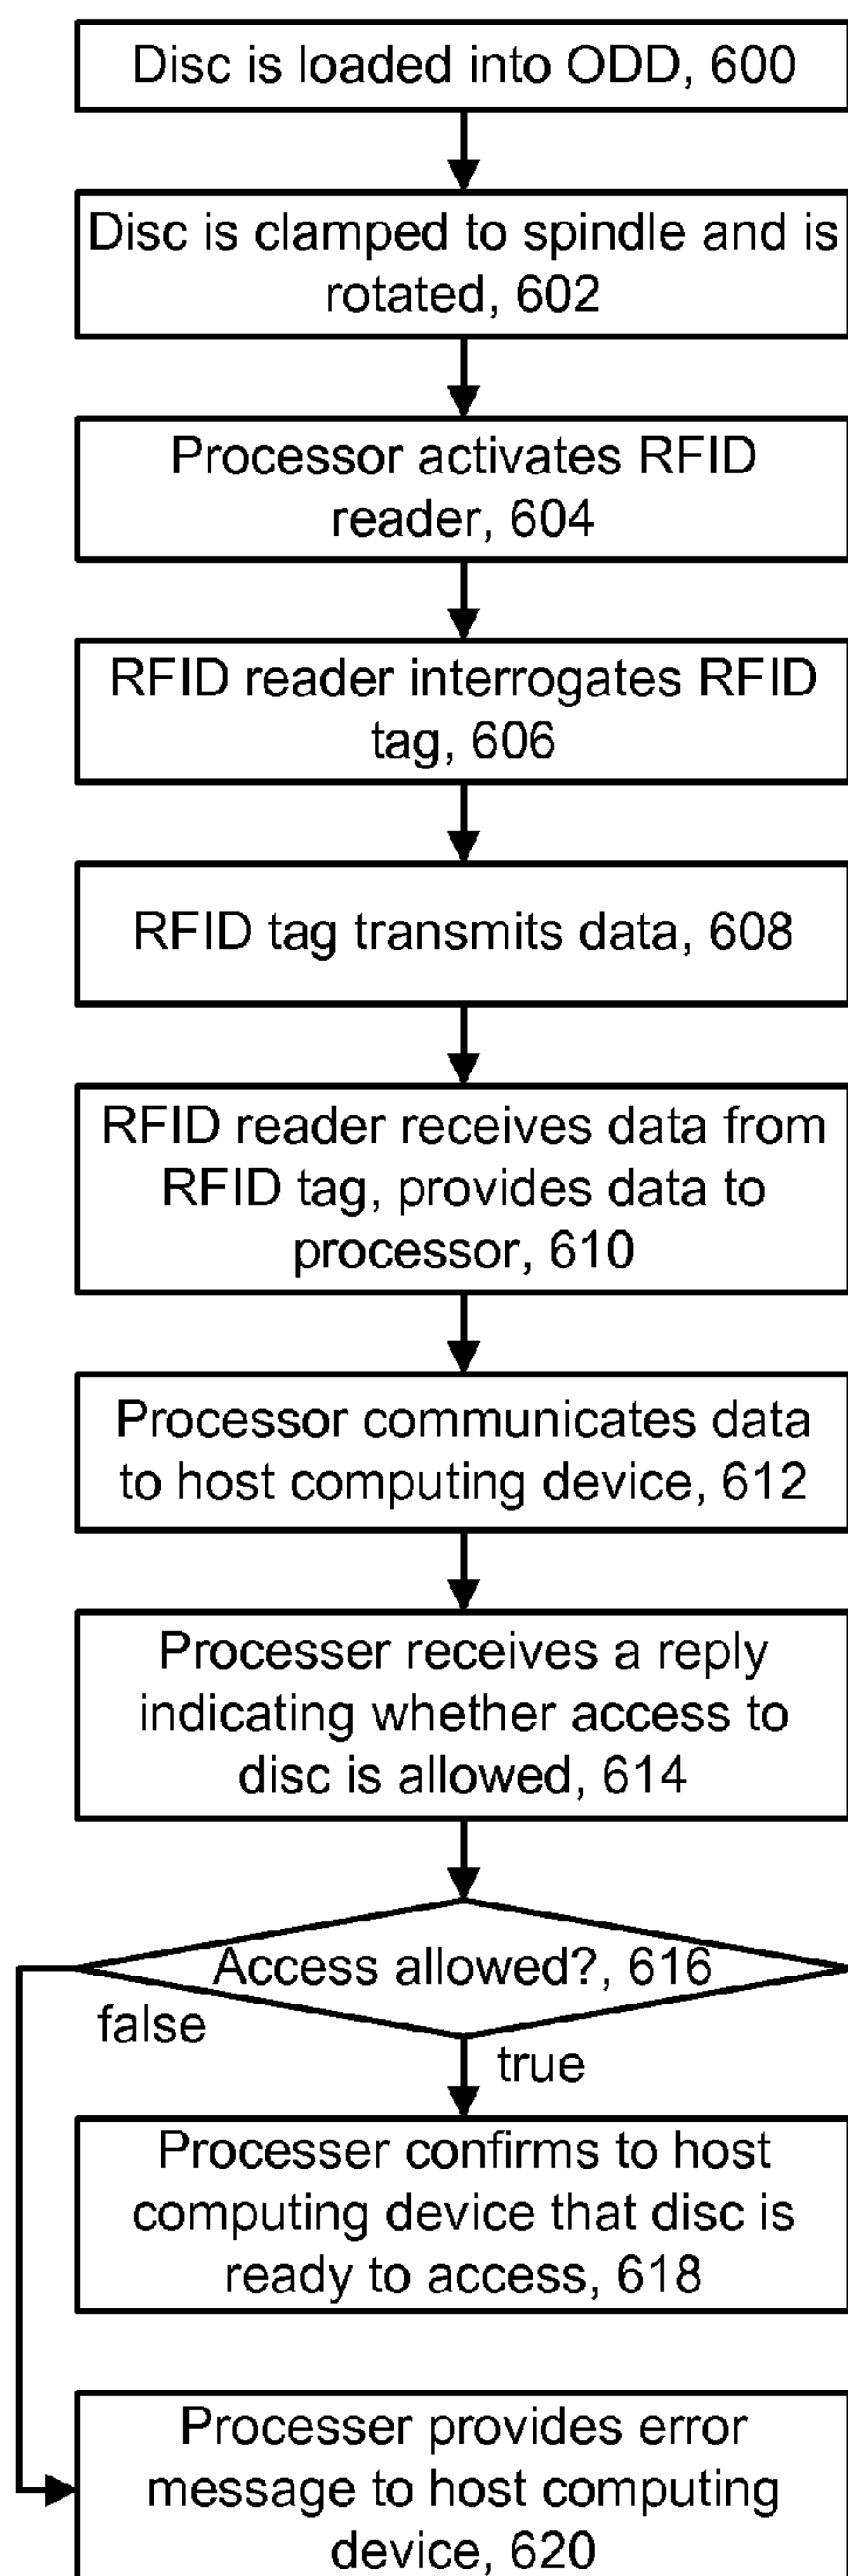 Disc is loaded into ODD, 600
Disc is clamped to spindle and is
rotated, 602
Processor activates RFID
reader, 604
RFID reader interrogates RFID
tag, 606
RFID tag transmits data, 608
RFID reader receives data from
RFID tag, provides data to
processor, 610
Processor communicates data
to host computing device, 612
Processer receives a reply
indicating whether access to
disc is allowed, 614
Access allowed?, 616
false
true
Processer confirms to host
computing device that disc is
ready to access, 618
Processer provides error
message to host computing
device, 620